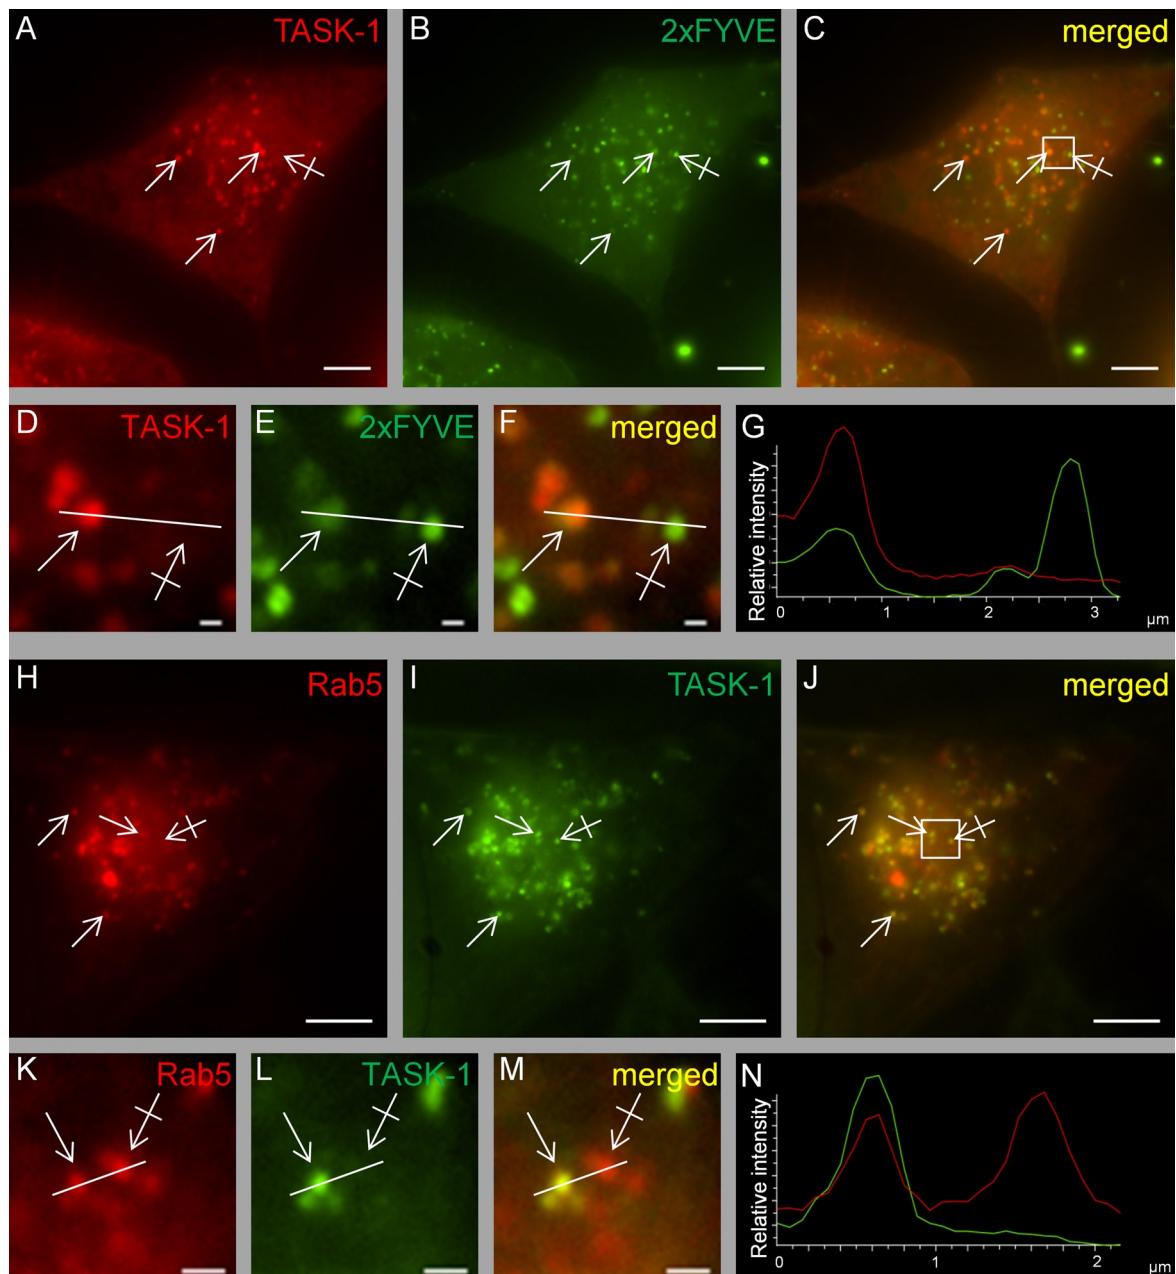 A TASK-1
B 2xFYVE
C merged
D TASK-1
E 2xFYVE
F merged
G
Relative intensity
0 1 2 3 µm
H Rab5
I TASK-1
J merged
K Rab5
L TASK-1
M merged
N
Relative intensity
0 1 2 µm